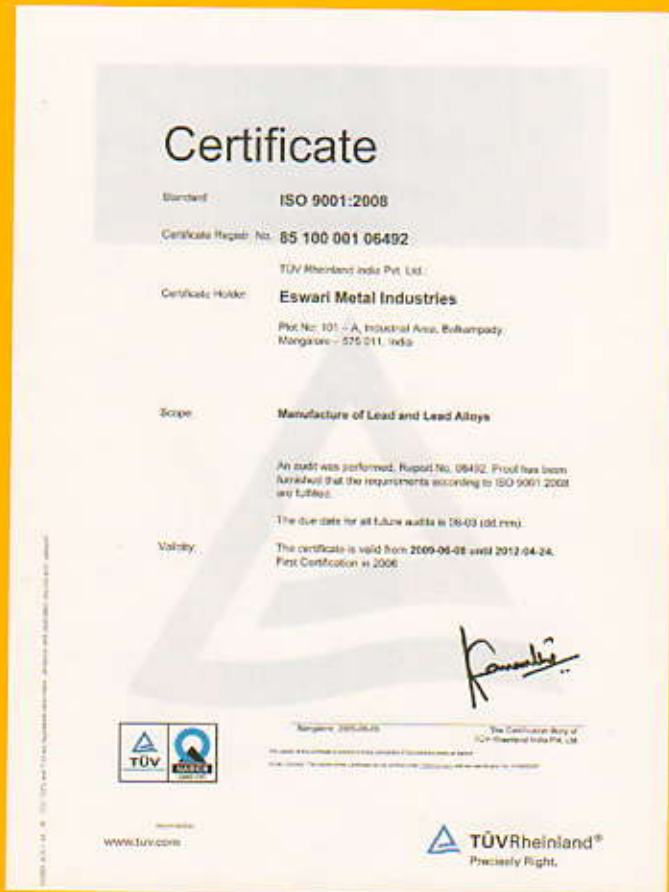 Certificate
Standard ISO 9001:2008
Certificate Registr. No. 85 100 001 06492
TÜV Rheinland India Pvt. Ltd.
Certificate Holder: Eswari Metal Industries
Plot No: 101 – A, Industrial Area, Baikampady
Mangalore – 575 011, India
Scope: Manufacture of Lead and Lead Alloys
An audit was performed, Report No. 06492. Proof has been
furnished that the requirements according to ISO 9001:2008
are fulfilled.
The due date for all future audits is (dd.mm).
Validity: The certificate is valid from 2009-06-08 until 2012-04-24.
First Certification in 2006
Bangalore,
The Certification Body of
TÜV Rheinland India Pvt. Ltd.
TÜV
NABCB
www.tuv.com
TÜVRheinland®
Precisely Right.